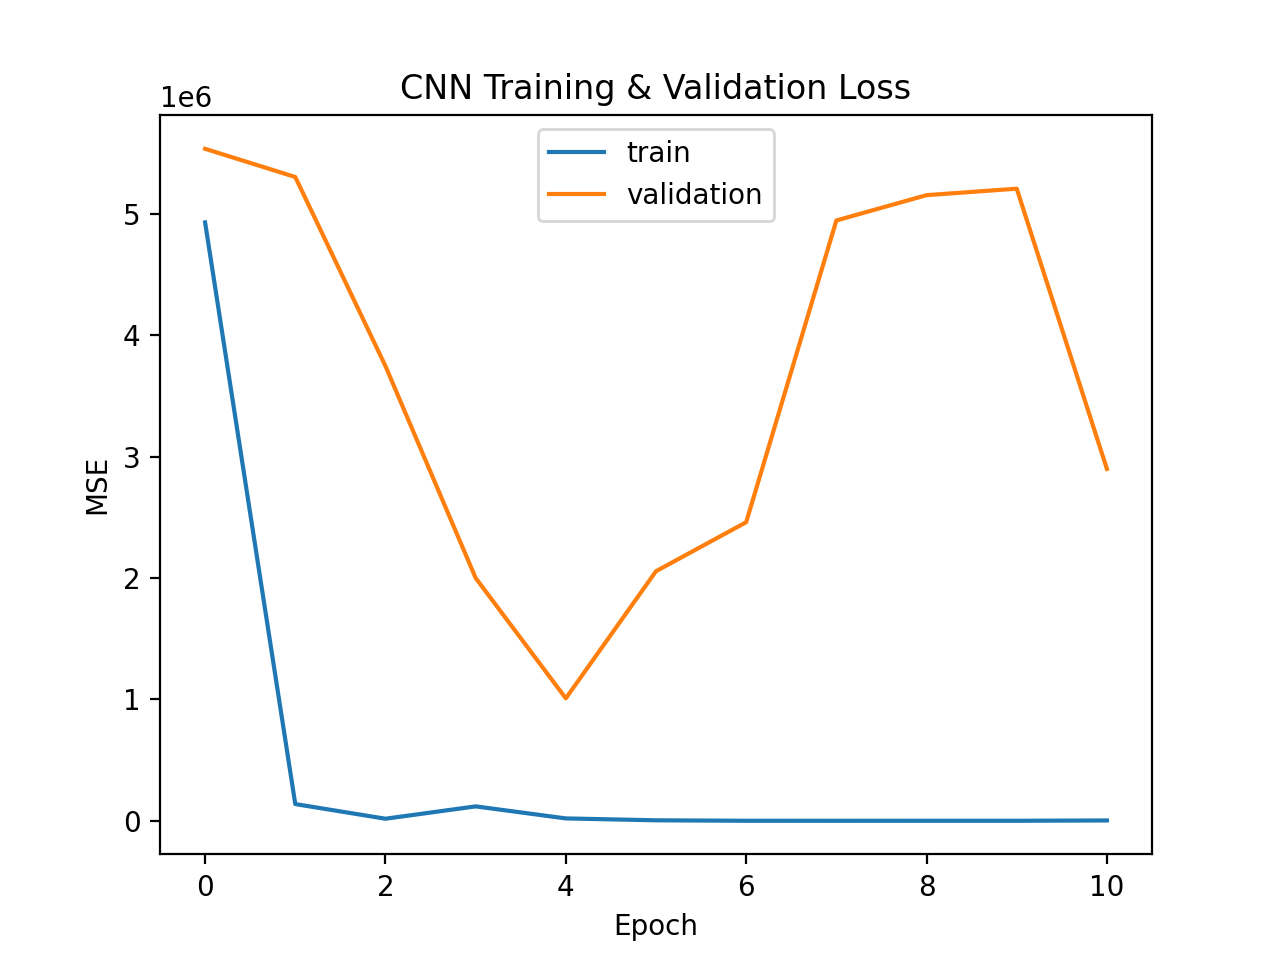 CNN Training & Validation Loss
1e6
train
validation
5
4
3
2
1
0
MSE
0 2 4 6 8 10
Epoch